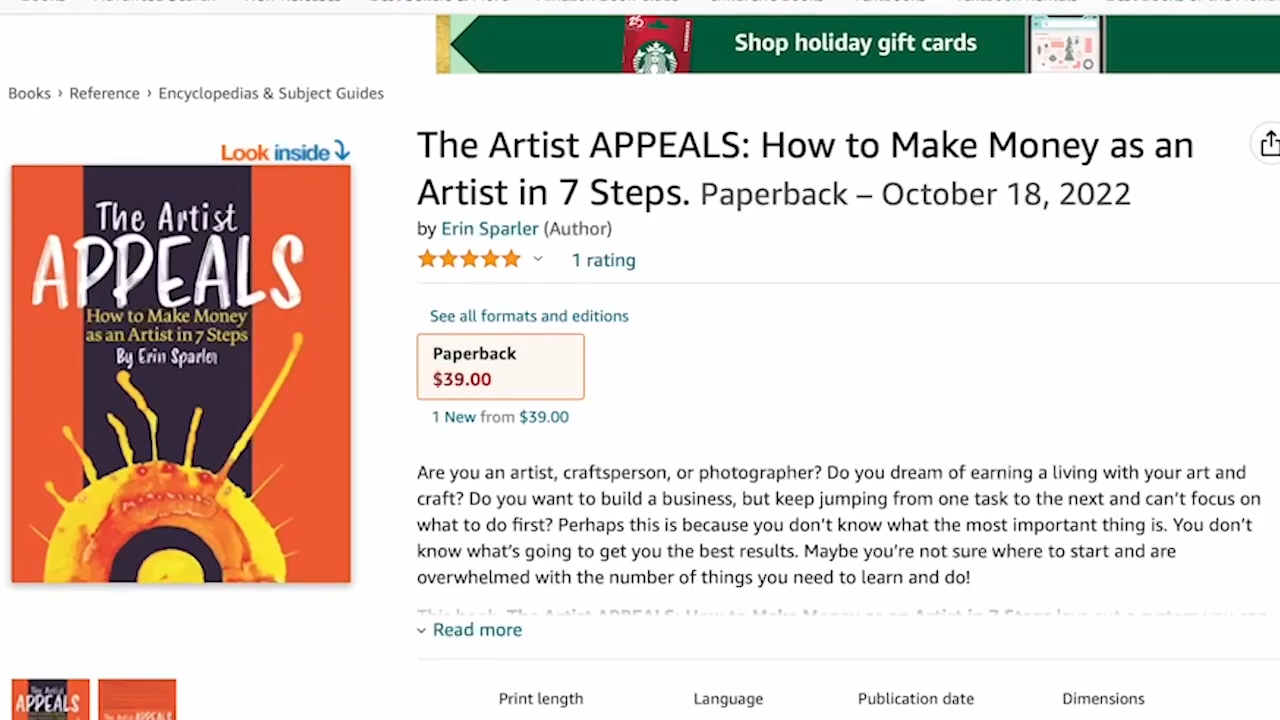 Shop holiday gift cards
Books › Reference › Encyclopedias & Subject Guides
Look inside
The Artist
APPEALS
How to Make Money
as an Artist in 7 Steps
By Erin Sparler
The Artist APPEALS: How to Make Money as an
Artist in 7 Steps. Paperback – October 18, 2022
by Erin Sparler (Author)
1 rating
See all formats and editions
Paperback
$39.00
1 New from $39.00
Are you an artist, craftsperson, or photographer? Do you dream of earning a living with your art and
craft? Do you want to build a business, but keep jumping from one task to the next and can't focus on
what to do first? Perhaps this is because you don't know what the most important thing is. You don't
know what's going to get you the best results. Maybe you're not sure where to start and are
overwhelmed with the number of things you need to learn and do!
Read more
The Artist
APPEALS
Print length Language Publication date Dimensions